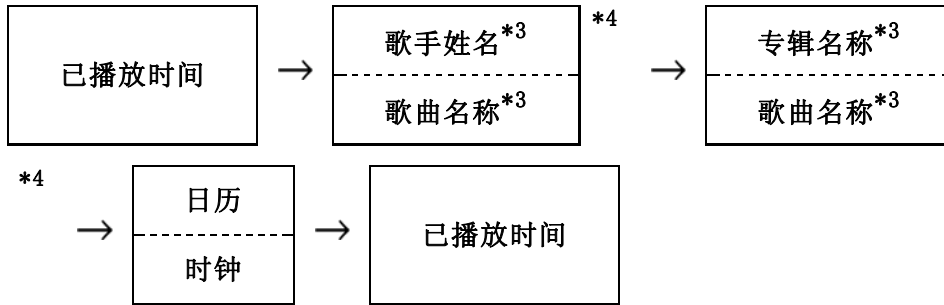 已播放时间 → 歌手姓名*3 *4 → 专辑名称*3
歌曲名称*3 歌曲名称*3
*4 → 日历 → 已播放时间
时钟